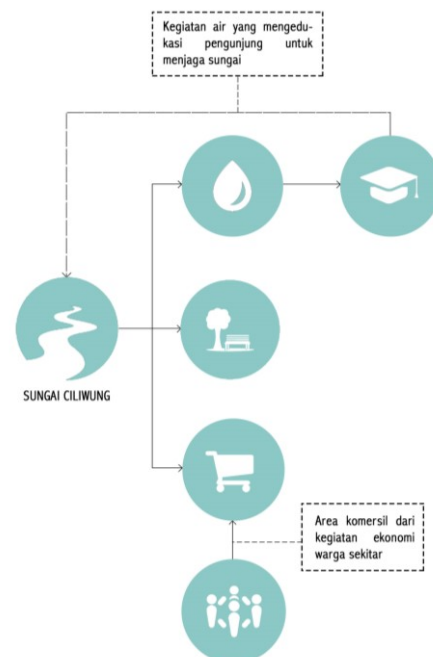 Kegiatan air yang mengedu-
kasi pengunjung untuk
menjaga sungai
SUNGAI CILIWUNG
Area komersil dari
kegiatan ekonomi
warga sekitar